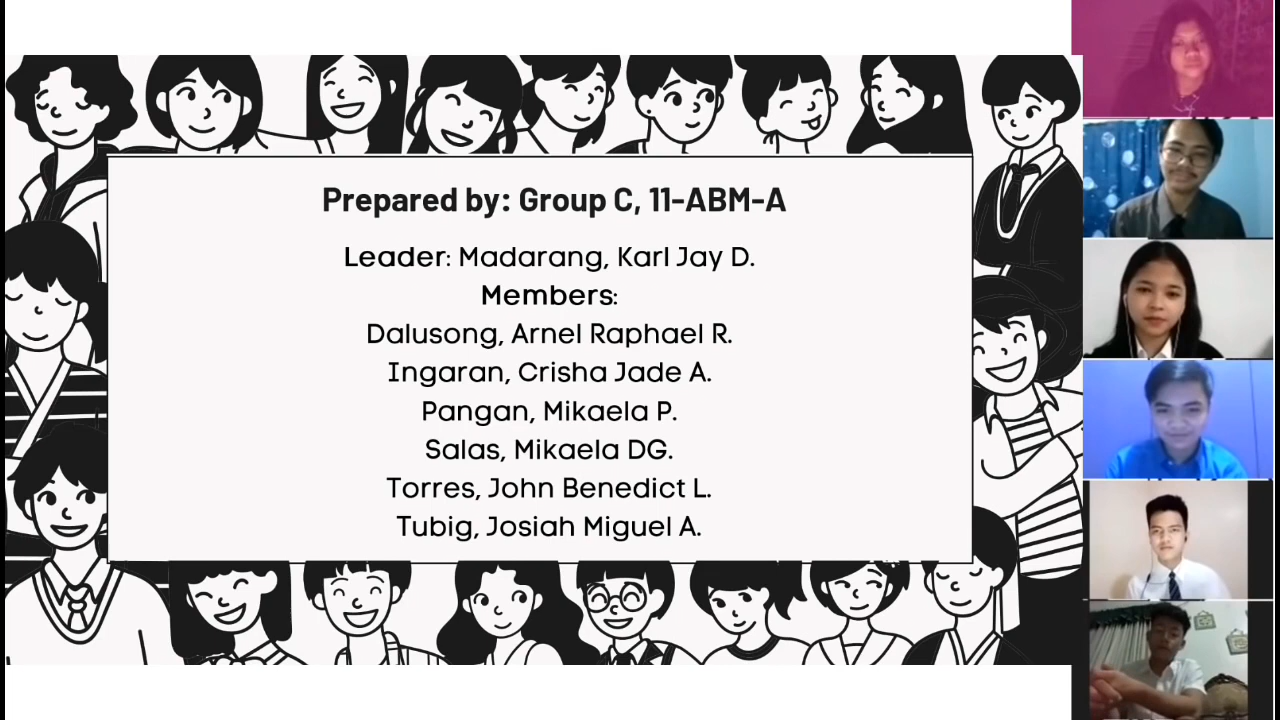 Prepared by: Group C, 11-ABM-A
Leader: Madarang, Karl Jay D.
Members:
Dalusong, Arnel Raphael R.
Ingaran, Crisha Jade A.
Pangan, Mikaela P.
Salas, Mikaela DG.
Torres, John Benedict L.
Tubig, Josiah Miguel A.